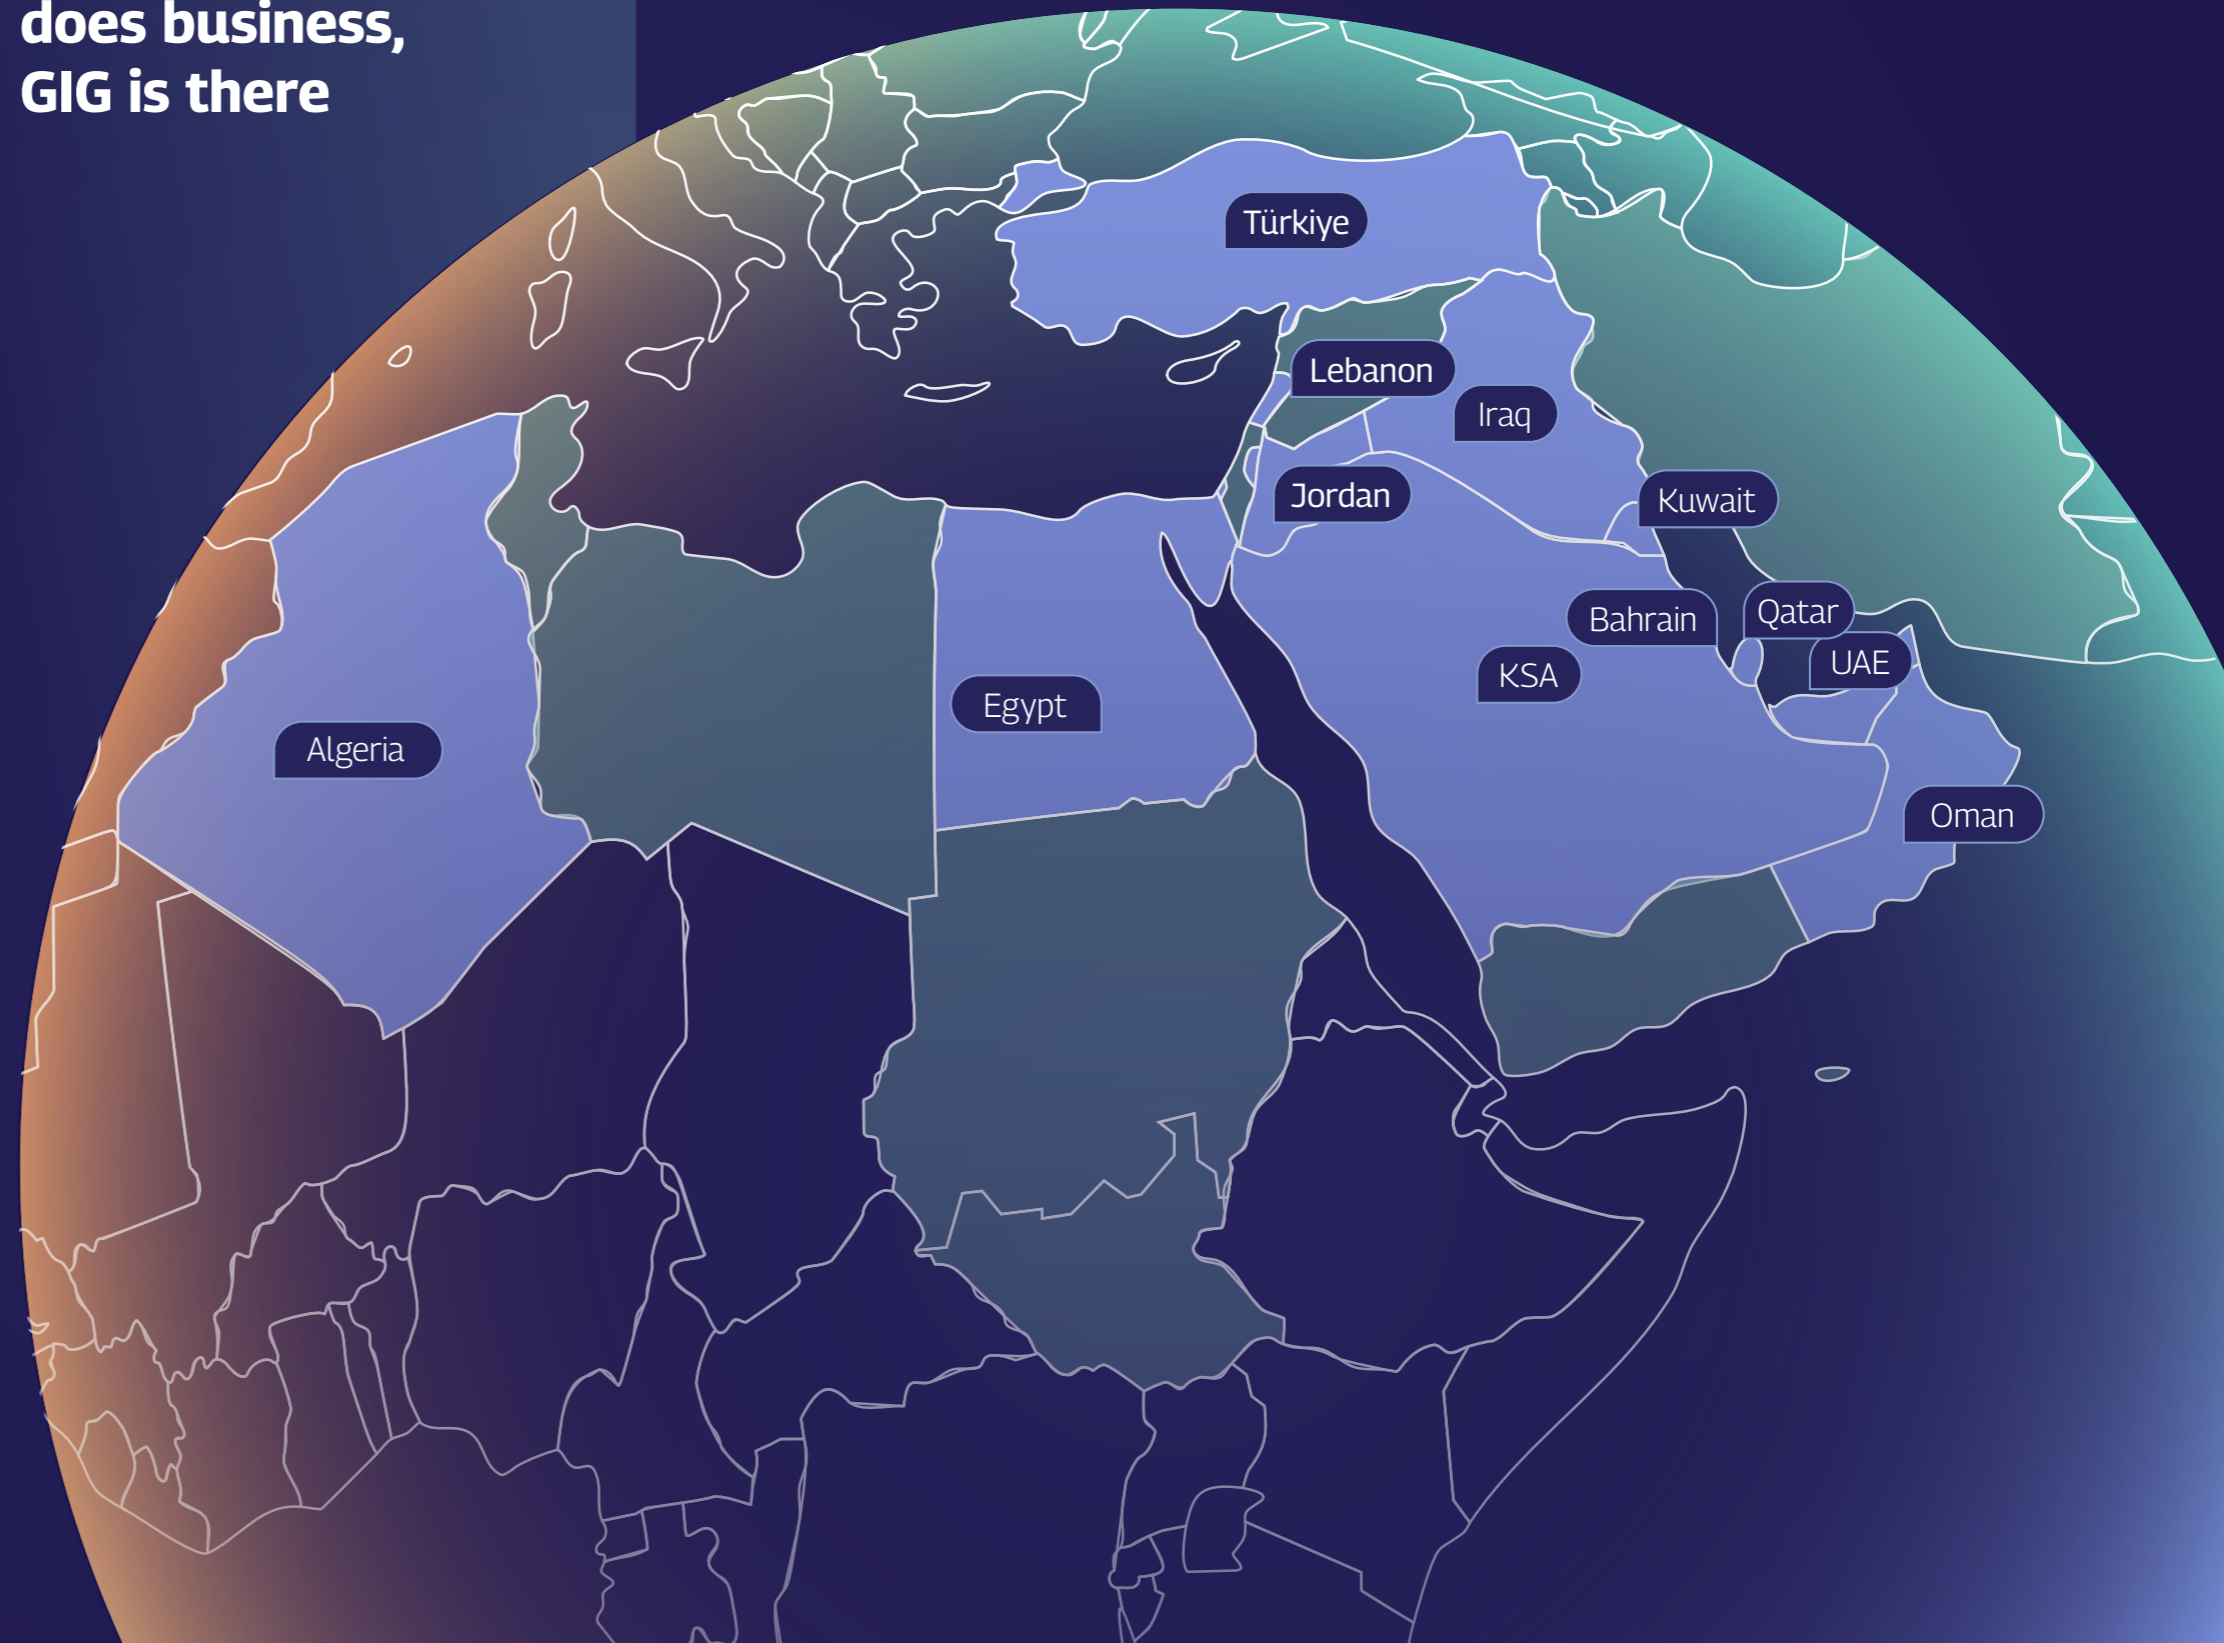 does business,
GIG is there
Türkiye
Lebanon
Iraq
Jordan
Kuwait
Bahrain
Qatar
UAE
KSA
Egypt
Algeria
Oman